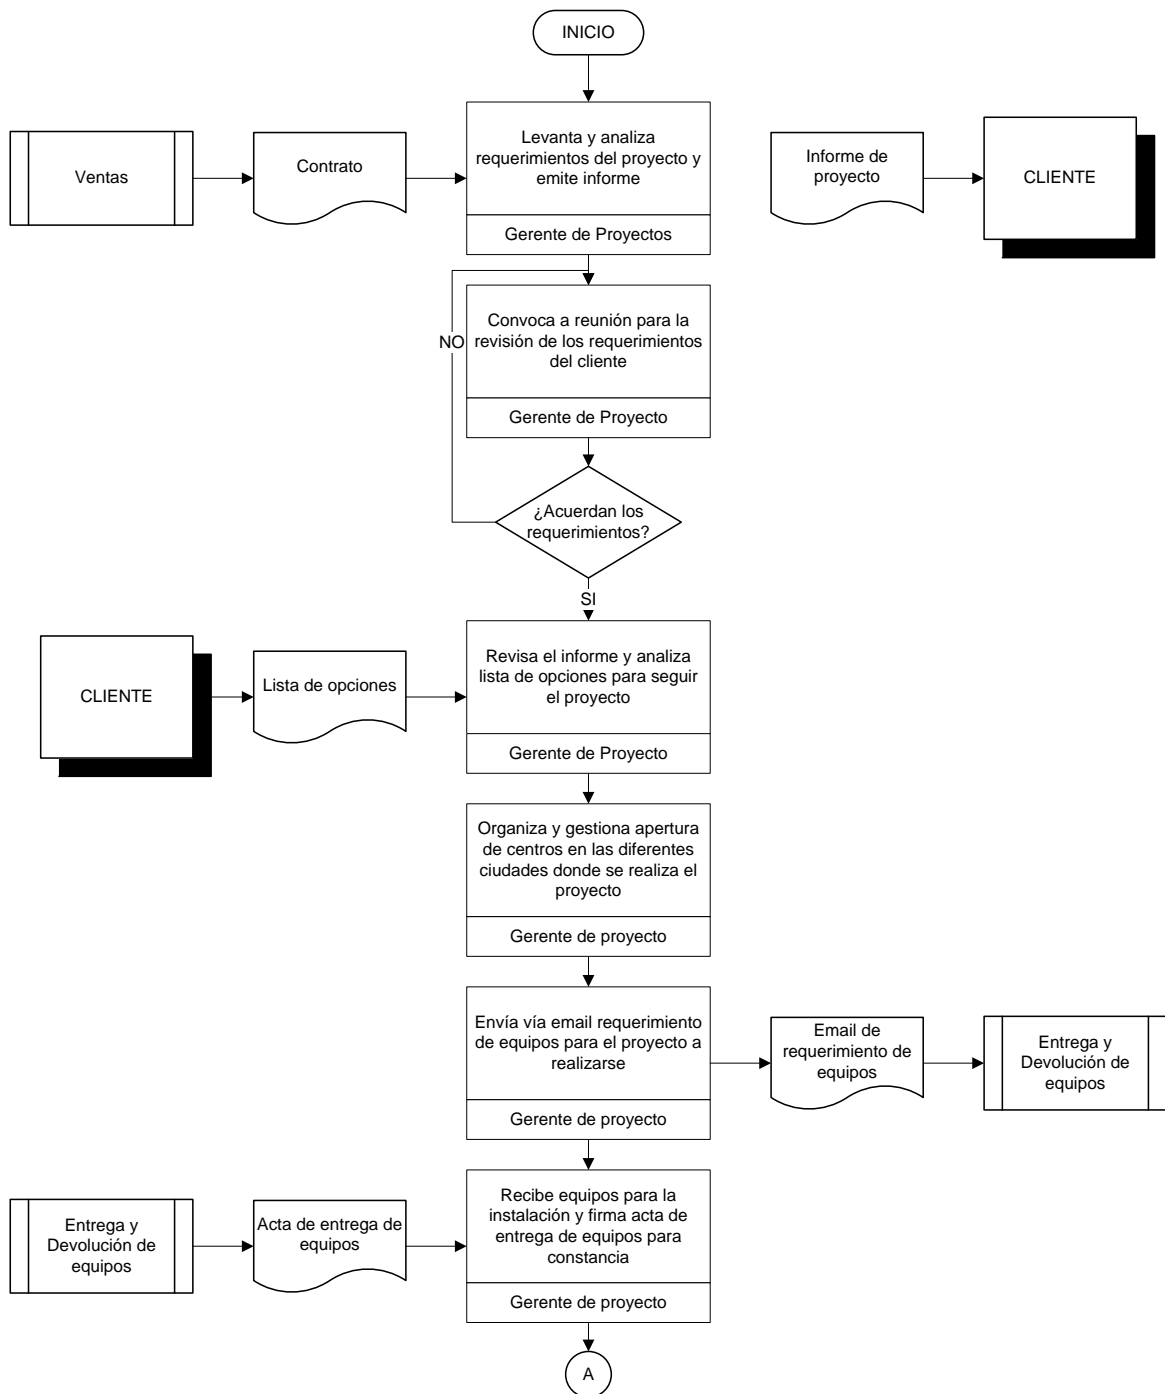 INICIO
Ventas
Contrato
Levanta y analiza
requerimientos del proyecto y
emite informe
Gerente de Proyectos
Informe de
proyecto
CLIENTE
Convoca a reunión para la
revisión de los requerimientos
del cliente
Gerente de Proyecto
NO
¿Acuerdan los
requerimientos?
SI
CLIENTE
Lista de opciones
Revisa el informe y analiza
lista de opciones para seguir
el proyecto
Gerente de Proyecto
Organiza y gestiona apertura
de centros en las diferentes
ciudades donde se realiza el
proyecto
Gerente de proyecto
Envía vía email requerimiento
de equipos para el proyecto a
realizarse
Gerente de proyecto
Email de
requerimiento de
equipos
Entrega y
Devolución de
equipos
Entrega y
Devolución de
equipos
Acta de entrega de
equipos
Recibe equipos para la
instalación y firma acta de
entrega de equipos para
constancia
Gerente de proyecto
A